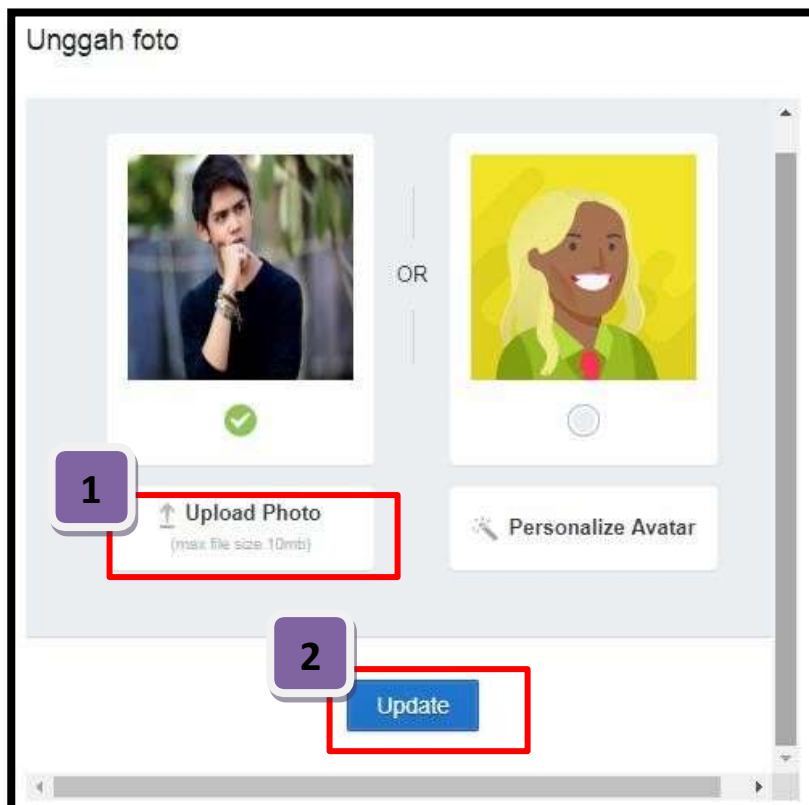 Unggah foto
OR
1
Upload Photo
Personalize Avatar
(max file size 10mb)
2
Update